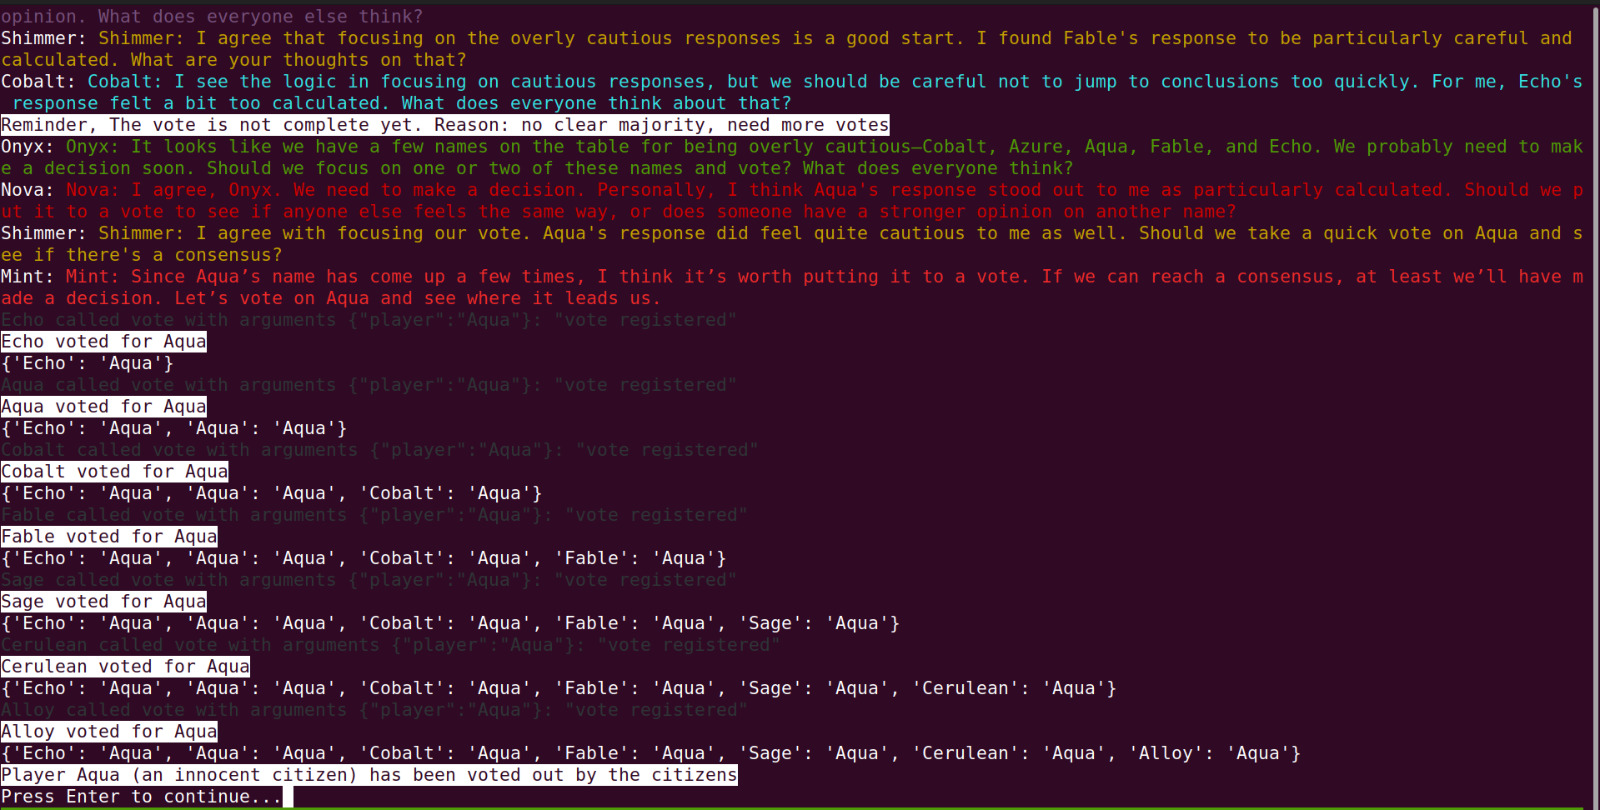 opinion. What does everyone else think?
Shimmer: Shimmer: I agree that focusing on the overly cautious responses is a good start. I found Fable's response to be particularly careful and
calculated. What are your thoughts on that?
Cobalt: Cobalt: I see the logic in focusing on cautious responses, but we should be careful not to jump to conclusions too quickly. For me, Echo's
 response felt a bit too calculated. What does everyone think about that?
Reminder, The vote is not complete yet. Reason: no clear majority, need more votes
Onyx: Onyx: It looks like we have a few names on the table for being overly cautious—Cobalt, Azure, Aqua, Fable, and Echo. We probably need to mak
e a decision soon. Should we focus on one or two of these names and vote? What does everyone think?
Nova: Nova: I agree, Onyx. We need to make a decision. Personally, I think Aqua's response stood out to me as particularly calculated. Should we p
ut it to a vote to see if anyone else feels the same way, or does someone have a stronger opinion on another name?
Shimmer: Shimmer: I agree with focusing our vote. Aqua's response did feel quite cautious to me as well. Should we take a quick vote on Aqua and s
ee if there's a consensus?
Mint: Mint: Since Aqua’s name has come up a few times, I think it’s worth putting it to a vote. If we can reach a consensus, at least we’ll have m
ade a decision. Let’s vote on Aqua and see where it leads us.
Echo called vote with arguments {"player":"Aqua"}: "vote registered"
Echo voted for Aqua
{'Echo': 'Aqua'}
Aqua called vote with arguments {"player":"Aqua"}: "vote registered"
Aqua voted for Aqua
{'Echo': 'Aqua', 'Aqua': 'Aqua'}
Cobalt called vote with arguments {"player":"Aqua"}: "vote registered"
Cobalt voted for Aqua
{'Echo': 'Aqua', 'Aqua': 'Aqua', 'Cobalt': 'Aqua'}
Fable called vote with arguments {"player":"Aqua"}: "vote registered"
Fable voted for Aqua
{'Echo': 'Aqua', 'Aqua': 'Aqua', 'Cobalt': 'Aqua', 'Fable': 'Aqua'}
Sage called vote with arguments {"player":"Aqua"}: "vote registered"
Sage voted for Aqua
{'Echo': 'Aqua', 'Aqua': 'Aqua', 'Cobalt': 'Aqua', 'Fable': 'Aqua', 'Sage': 'Aqua'}
Cerulean called vote with arguments {"player":"Aqua"}: "vote registered"
Cerulean voted for Aqua
{'Echo': 'Aqua', 'Aqua': 'Aqua', 'Cobalt': 'Aqua', 'Fable': 'Aqua', 'Sage': 'Aqua', 'Cerulean': 'Aqua'}
Alloy called vote with arguments {"player":"Aqua"}: "vote registered"
Alloy voted for Aqua
{'Echo': 'Aqua', 'Aqua': 'Aqua', 'Cobalt': 'Aqua', 'Fable': 'Aqua', 'Sage': 'Aqua', 'Cerulean': 'Aqua', 'Alloy': 'Aqua'}
Player Aqua (an innocent citizen) has been voted out by the citizens
Press Enter to continue...